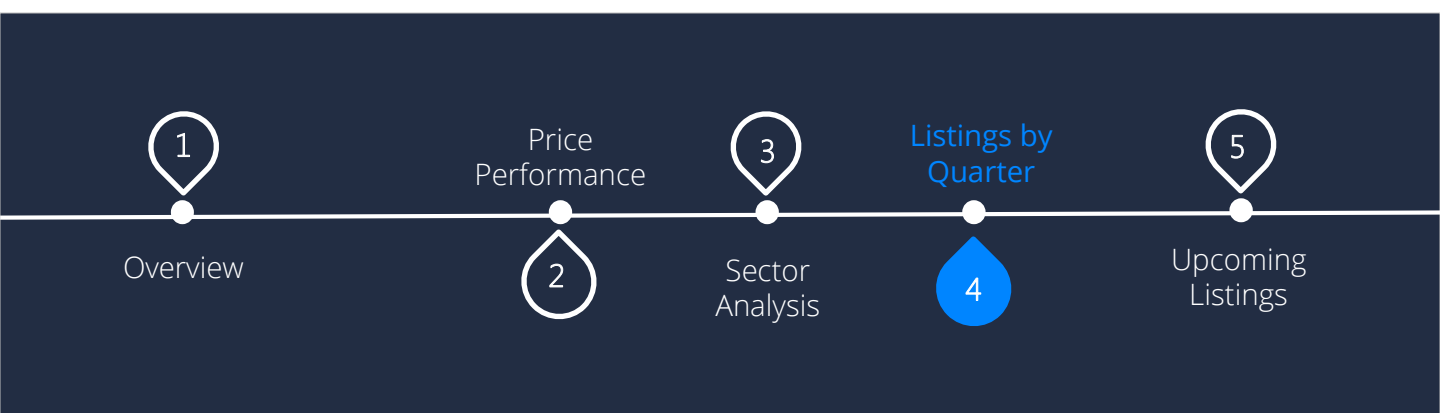 1
Overview
Price
Performance
2
3
Sector
Analysis
Listings by
Quarter
4
5
Upcoming
Listings